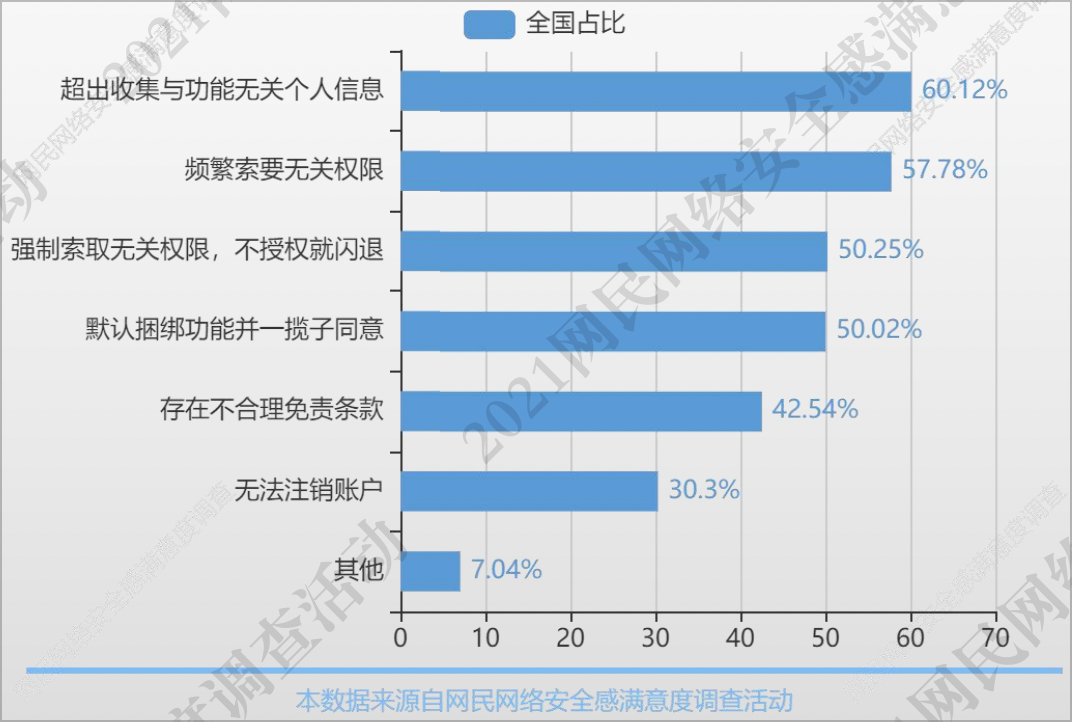 全国占比
超出收集与功能无关个人信息 60.12%
频繁索要无关权限 57.78%
强制索取无关权限，不授权就闪退 50.25%
默认捆绑功能并一揽子同意 50.02%
存在不合理免责条款 42.54%
无法注销账户 30.3%
其他 7.04%
0 10 20 30 40 50 60 70
本数据来源自网民网络安全感满意度调查活动
2021网民网络安全感满意度调查活动